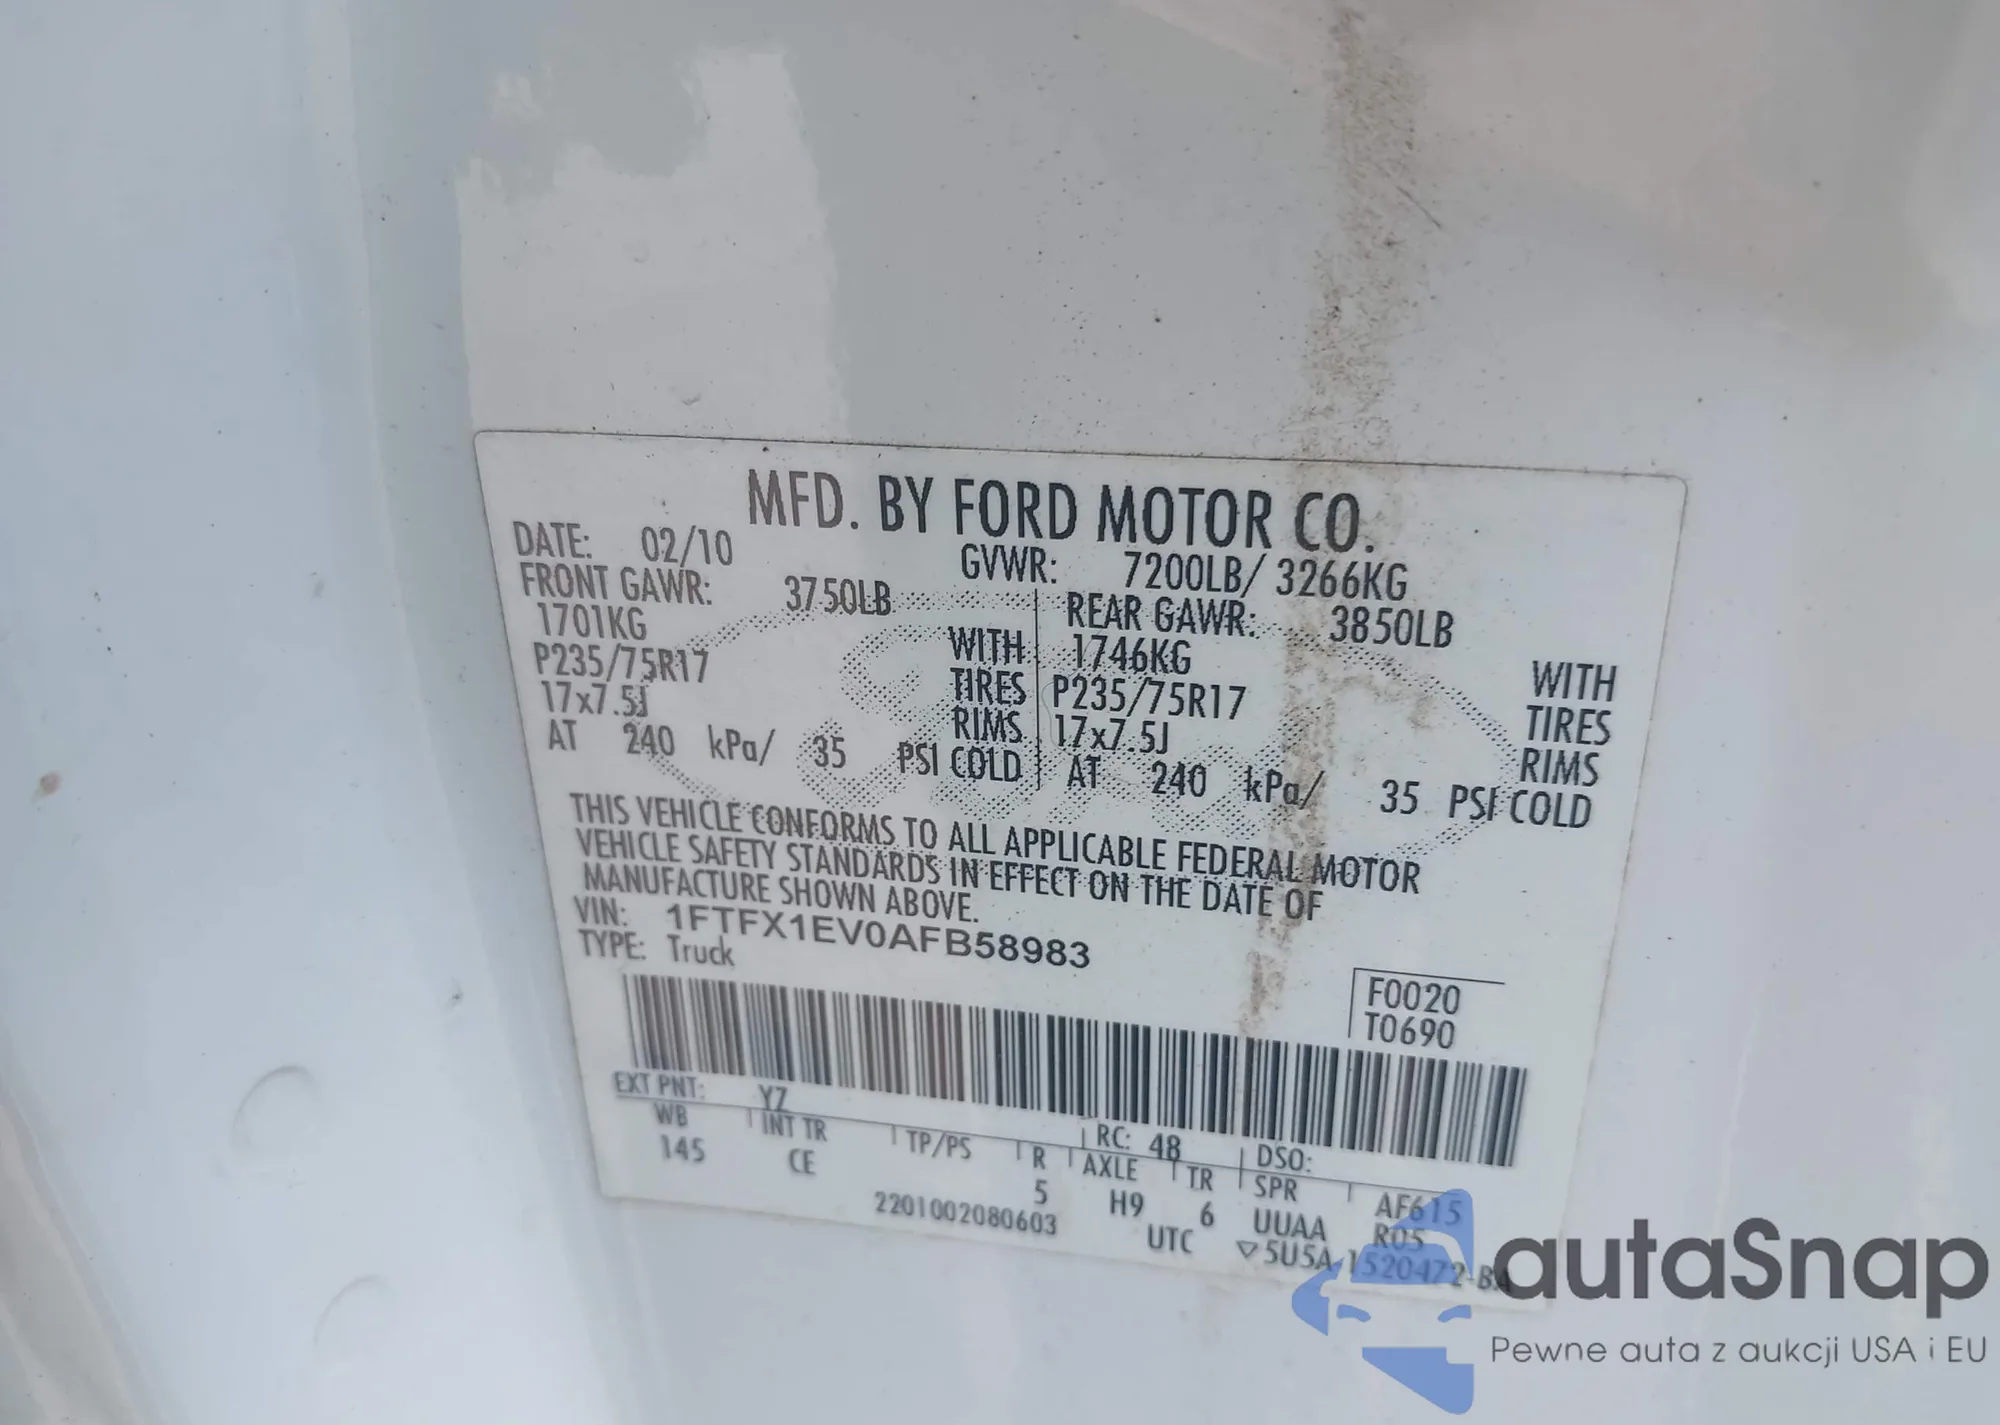 MFD. BY FORD MOTOR CO.
DATE: 02/10 GVWR: 7200LB/ 3266KG
FRONT GAWR: 3750LB REAR GAWR: 3850LB
1701KG WITH 1746KG WITH
P235/75R17 TIRES P235/75R17 TIRES
17x7.5J RIMS 17x7.5J RIMS
AT 240 kPa/ 35 PSI COLD AT 240 kPa/ 35 PSI COLD
THIS VEHICLE CONFORMS TO ALL APPLICABLE FEDERAL MOTOR
VEHICLE SAFETY STANDARDS IN EFFECT ON THE DATE OF
MANUFACTURE SHOWN ABOVE.
VIN: 1FTFX1EV0AFB58983
TYPE: Truck
F0020
T0690
EXT PNT: YZ RC: 48 DSO:
WB INT TR TP/PS R AXLE TR SPR AF615
145 CE 5 H9 6 UUAA R05
2201002080603 UTC ▽5U5A-1520472-BA
autaSnap
Pewne auta z aukcji USA i EU